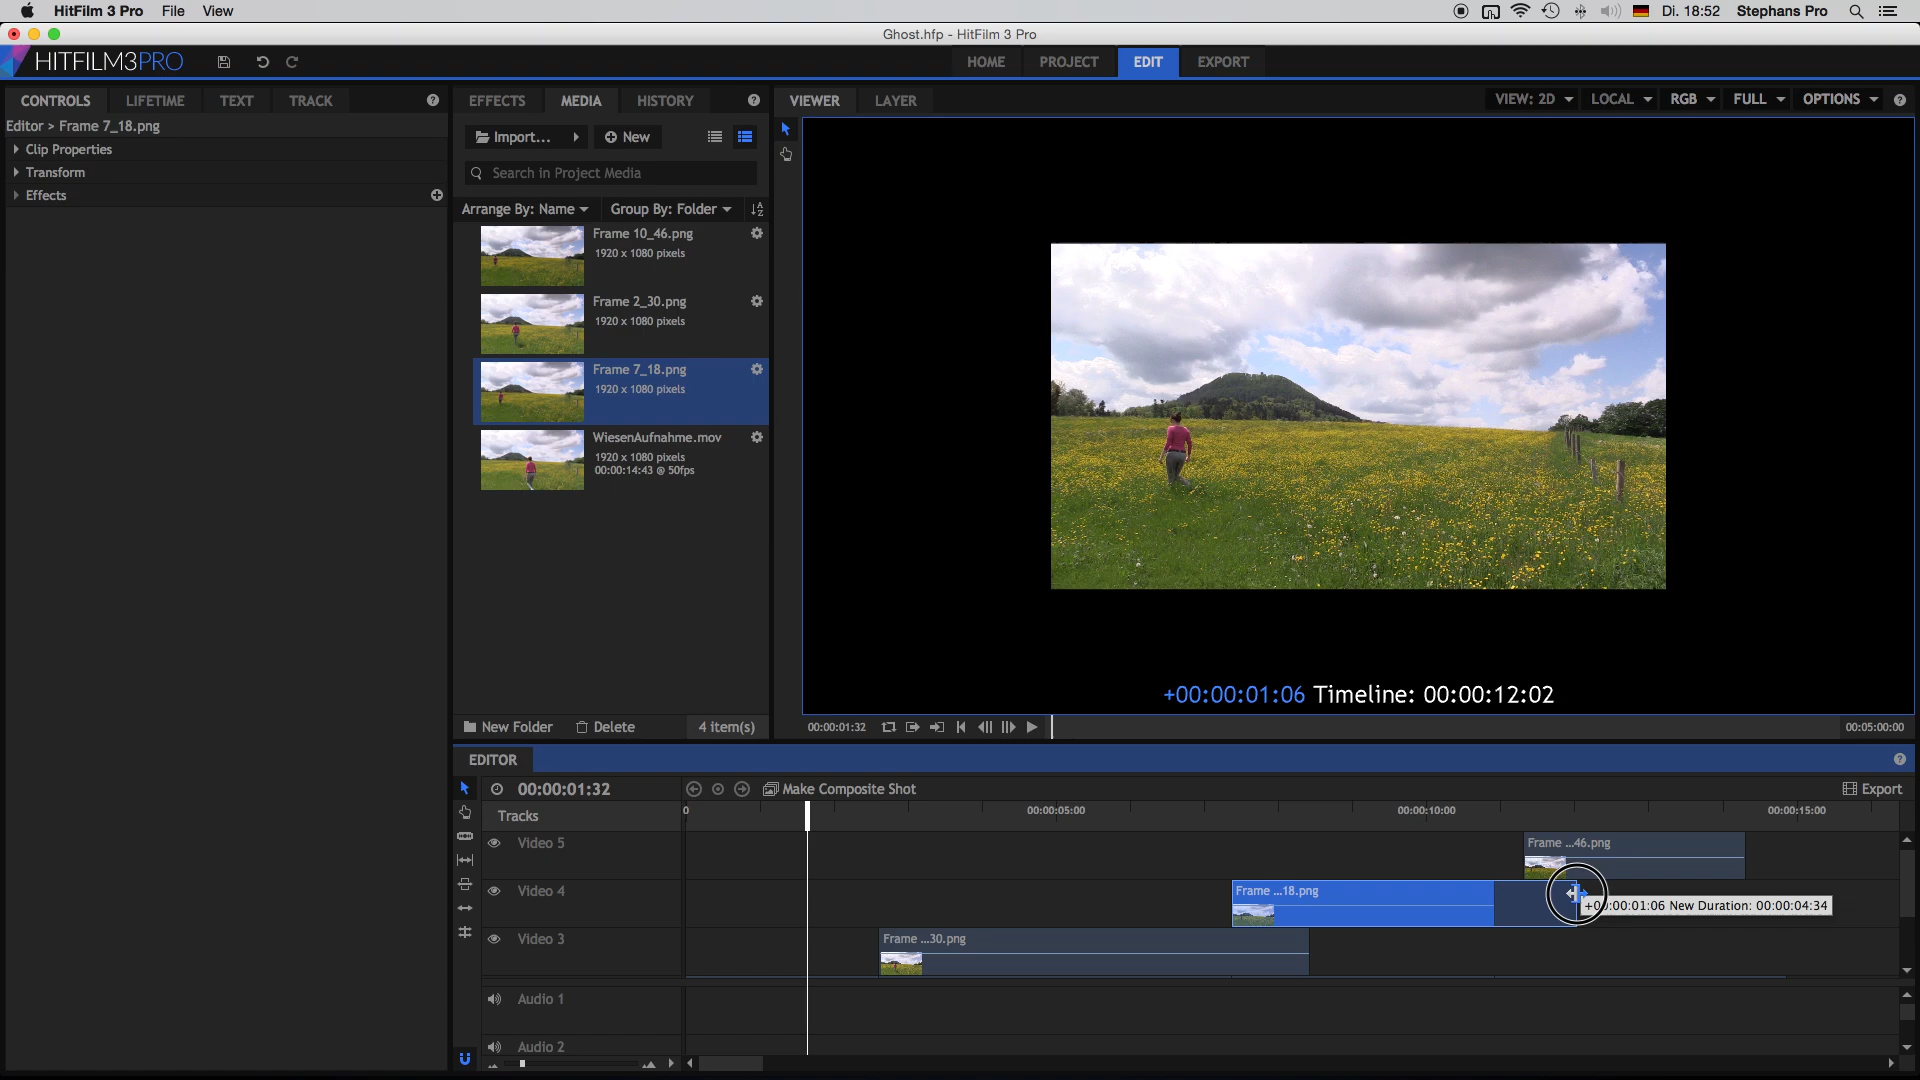 HitFilm 3 Pro File View Di. 18:52 Stephans Pro
Ghost.hfp - HitFilm 3 Pro
HITFILM3PRO HOME PROJECT EDIT EXPORT
CONTROLS LIFETIME TEXT TRACK ?
EFFECTS MEDIA HISTORY ?
VIEWER LAYER VIEW: 2D LOCAL RGB FULL OPTIONS ?
Editor > Frame 7_18.png
Clip Properties
Transform
Effects
Import... New
Search in Project Media
Arrange By: Name Group By: Folder
Frame 10_46.png
1920 x 1080 pixels
Frame 2_30.png
1920 x 1080 pixels
Frame 7_18.png
1920 x 1080 pixels
WiesenAufnahme.mov
1920 x 1080 pixels
00:00:14:43 @ 50fps
New Folder Delete 4 item(s)
+00:00:01:06 Timeline: 00:00:12:02
00:00:01:32 00:05:00:00
EDITOR ?
00:00:01:32 Make Composite Shot Export
Tracks 0 00:00:05:00 00:00:10:00 00:00:15:00
Video 5 Frame ...46.png
Video 4 Frame ...18.png
+00:00:01:06 New Duration: 00:00:04:34
Video 3 Frame ...30.png
Audio 1
Audio 2